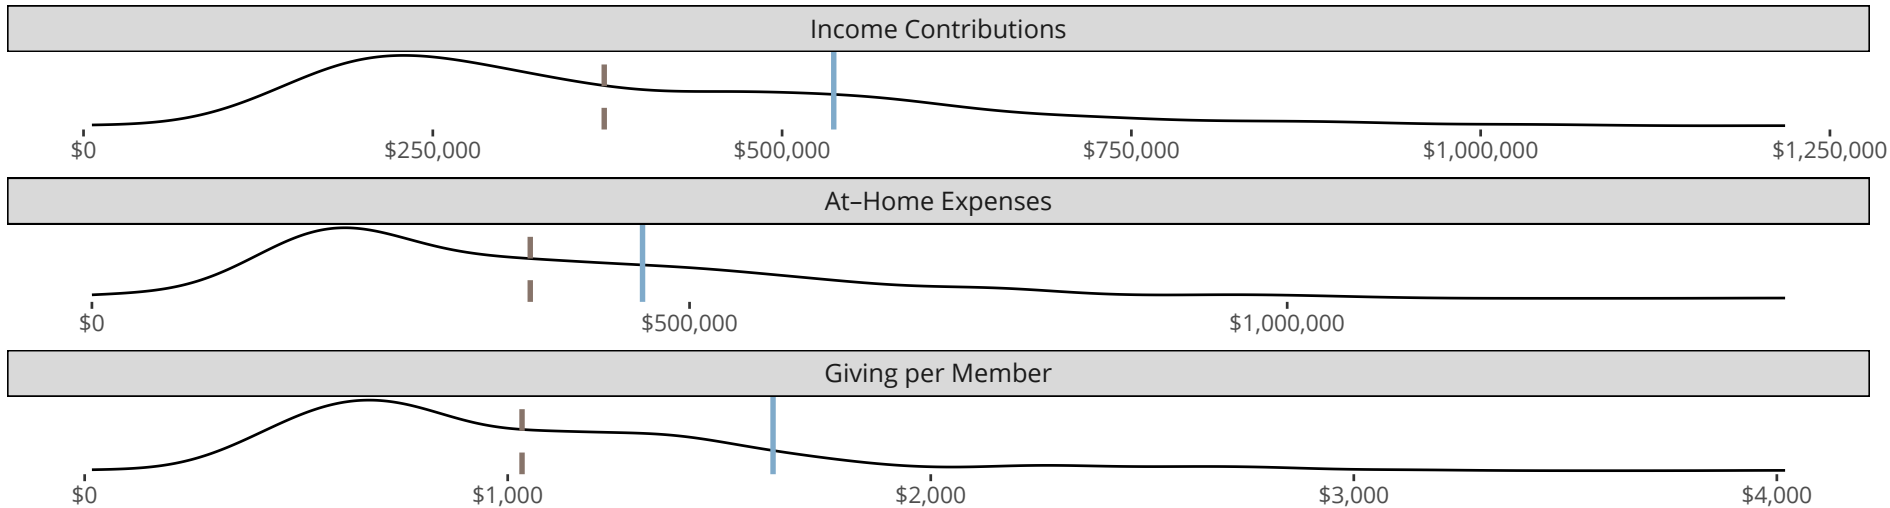 Income Contributions
$0 $250,000 $500,000 $750,000 $1,000,000 $1,250,000
At–Home Expenses
$0 $500,000 $1,000,000
Giving per Member
$0 $1,000 $2,000 $3,000 $4,000